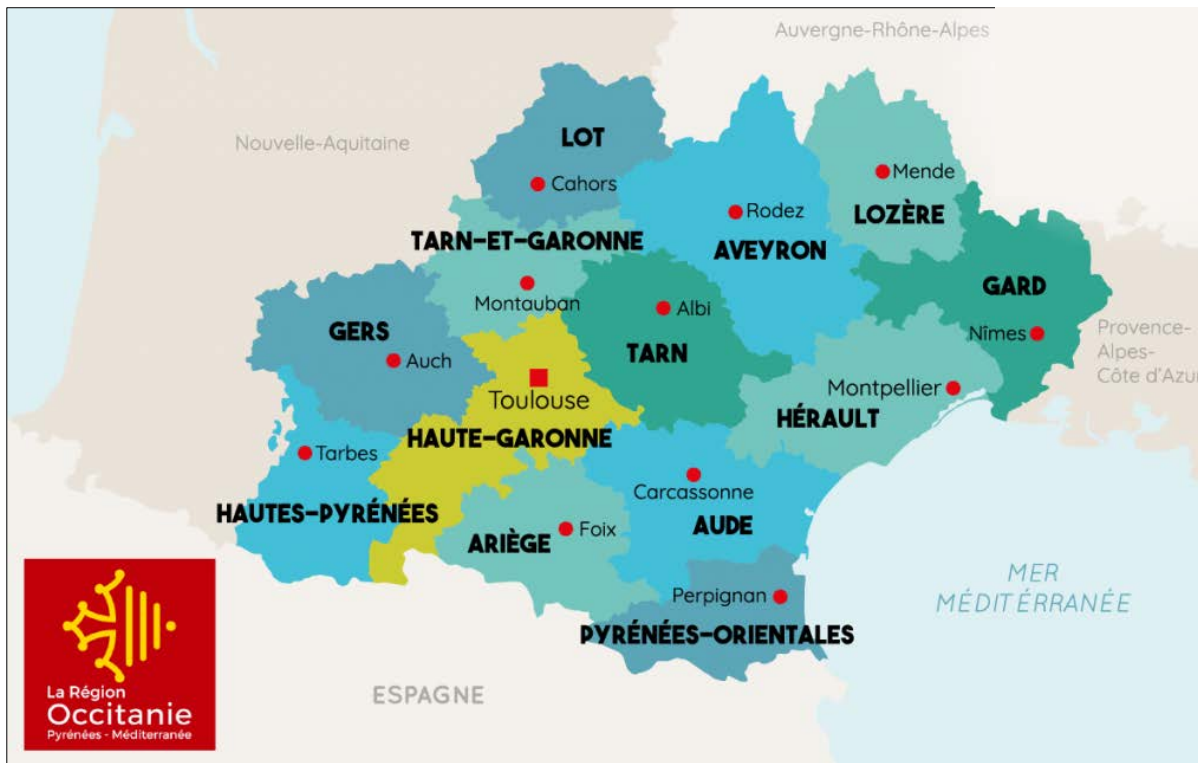 Auvergne-Rhône-Alpes
Nouvelle-Aquitaine
LOT
Cahors
Mende
LOZÈRE
Rodez
AVEYRON
TARN-ET-GARONNE
Montauban
Albi
TARN
GARD
Nîmes
Provence-
Alpes-
Côte d'Azur
GERS
Auch
Toulouse
HAUTE-GARONNE
Montpellier
HÉRAULT
Tarbes
HAUTES-PYRÉNÉES
Carcassonne
AUDE
Foix
ARIÈGE
Perpignan
PYRÉNÉES-ORIENTALES
MER
MÉDITÉRRANÉE
ESPAGNE
La Région
Occitanie
Pyrénées - Méditerranée